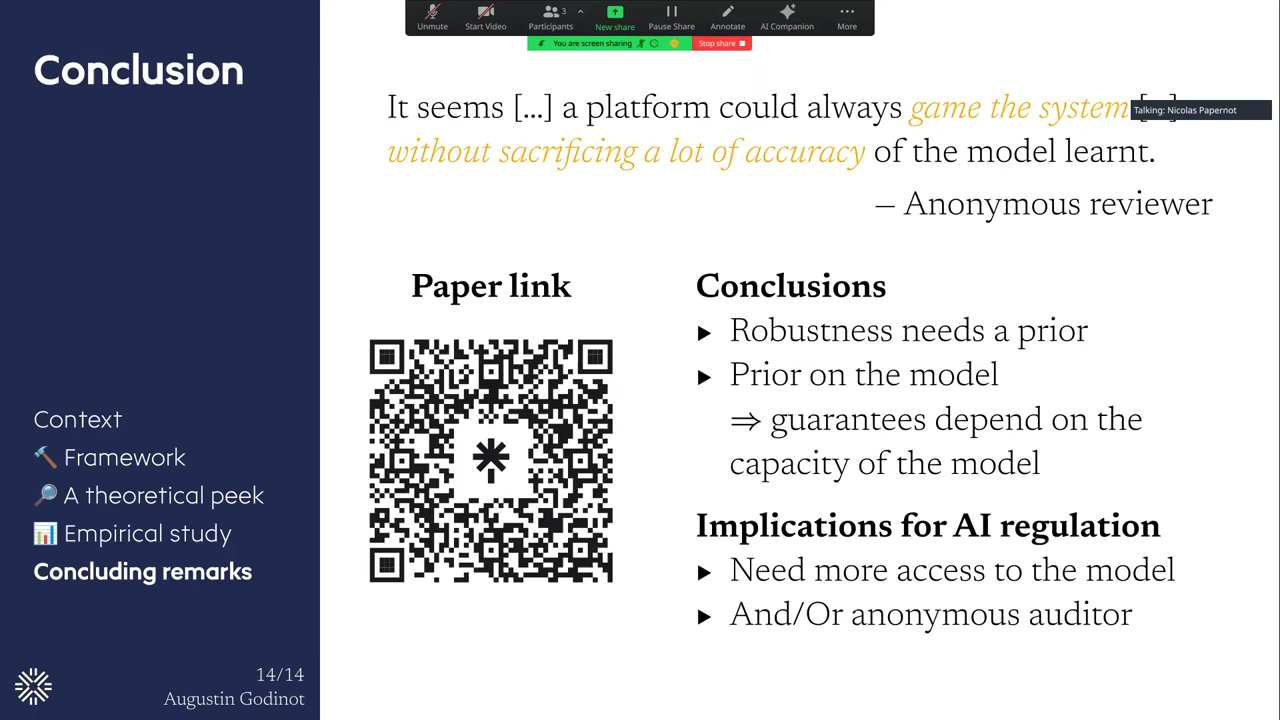 Unmute
Start Video
3
Participants
New share
Pause Share
Annotate
AI Companion
More
You are screen sharing
Stop share
Conclusion
It seems [...] a platform could always game the system
Talking: Nicolas Papernot
without sacrificing a lot of accuracy of the model learnt.
— Anonymous reviewer
Paper link
Conclusions
▶ Robustness needs a prior
▶ Prior on the model
⇒ guarantees depend on the
capacity of the model
Implications for AI regulation
▶ Need more access to the model
▶ And/Or anonymous auditor
Context
Framework
A theoretical peek
Empirical study
Concluding remarks
14/14
Augustin Godinot